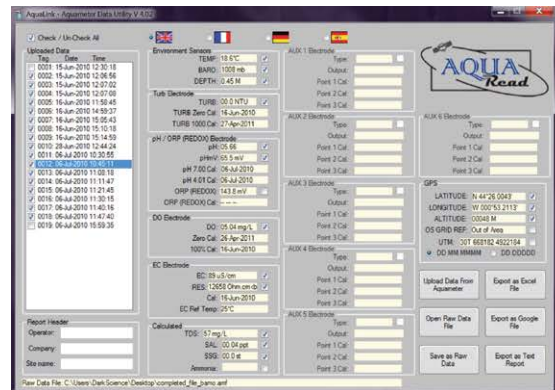 AquaLink - Aquameter Data Utility V 4.02
Check / Un-Check All
Uploaded Data
Tag Date Time
0001: 15-Jun-2010 12:30:18
0002: 15-Jun-2010 12:06:56
0003: 15-Jun-2010 12:07:02
0004: 15-Jun-2010 12:07:08
0005: 16-Jun-2010 11:58:45
0006: 16-Jun-2010 14:59:27
0007: 16-Jun-2010 15:05:43
0008: 16-Jun-2010 15:10:18
0009: 16-Jun-2010 15:14:59
0010: 28-Jun-2010 12:44:24
0011: 06-Jul-2010 10:30:55
0012: 06-Jul-2010 10:45:11
0013: 06-Jul-2010 11:08:18
0014: 06-Jul-2010 11:11:47
0015: 06-Jul-2010 11:21:45
0016: 06-Jul-2010 11:30:15
0017: 06-Jul-2010 11:40:16
0018: 06-Jul-2010 11:47:40
0019: 06-Jul-2010 15:59:35
Report Header
Operator:
Company:
Site name:
Environment Sensors
TEMP: 18.6°C
BARO: 1008 mb
DEPTH: 0.45 M
Turb Electrode
TURB: 00.0 NTU
TURB Zero Cal: 16-Jun-2010
TURB 1000 Cal: 27-Apr-2011
pH / ORP (REDOX) Electrode
pH: 05.66
pHmV: 65.5 mV
pH 7.00 Cal: 06-Jul-2010
pH 4.01 Cal: 06-Jul-2010
ORP (REDOX): 143.8 mV
ORP (REDOX) Cal: -- -- --
DO Electrode
DO: 05.04 mg/L
Zero Cal: 26-Apr-2011
100% Cal: 16-Jun-2010
EC Electrode
EC: 89 uS/cm
RES: 12658 Ohm.cm
Cal: 16-Jun-2010
EC Ref Temp: 25°C
Calculated
TDS: 57 mg/L
SAL: 00.04 ppt
SSG: 00.0 st
Ammonia:
AUX 1 Electrode
Type:
Output:
Point 1 Cal:
Point 2 Cal:
Point 3 Cal:
AUX 2 Electrode
Type:
Output:
Point 1 Cal:
Point 2 Cal:
Point 3 Cal:
AUX 3 Electrode
Type:
Output:
Point 1 Cal:
Point 2 Cal:
Point 3 Cal:
AUX 4 Electrode
Type:
Output:
Point 1 Cal:
Point 2 Cal:
Point 3 Cal:
AUX 5 Electrode
Type:
Output:
Point 1 Cal:
Point 2 Cal:
Point 3 Cal:
AQUA
Read
AUX 6 Electrode
Type:
Output:
Point 1 Cal:
Point 2 Cal:
Point 3 Cal:
GPS
LATITUDE: N 44°26.0043'
LONGITUDE: W 000°53.2113'
ALTITUDE: 00048 M
OS GRID REF: Out of Area
UTM: 30T 668182 4922184
DD MM.MMMM DD.DDDDD
Upload Data From Aquameter
Export as Excel File
Open Raw Data File
Export as Google File
Save as Raw Data
Export as Text Report
Raw Data File: C:\Users\DarkScience\Desktop\completed_file_bamo.amf